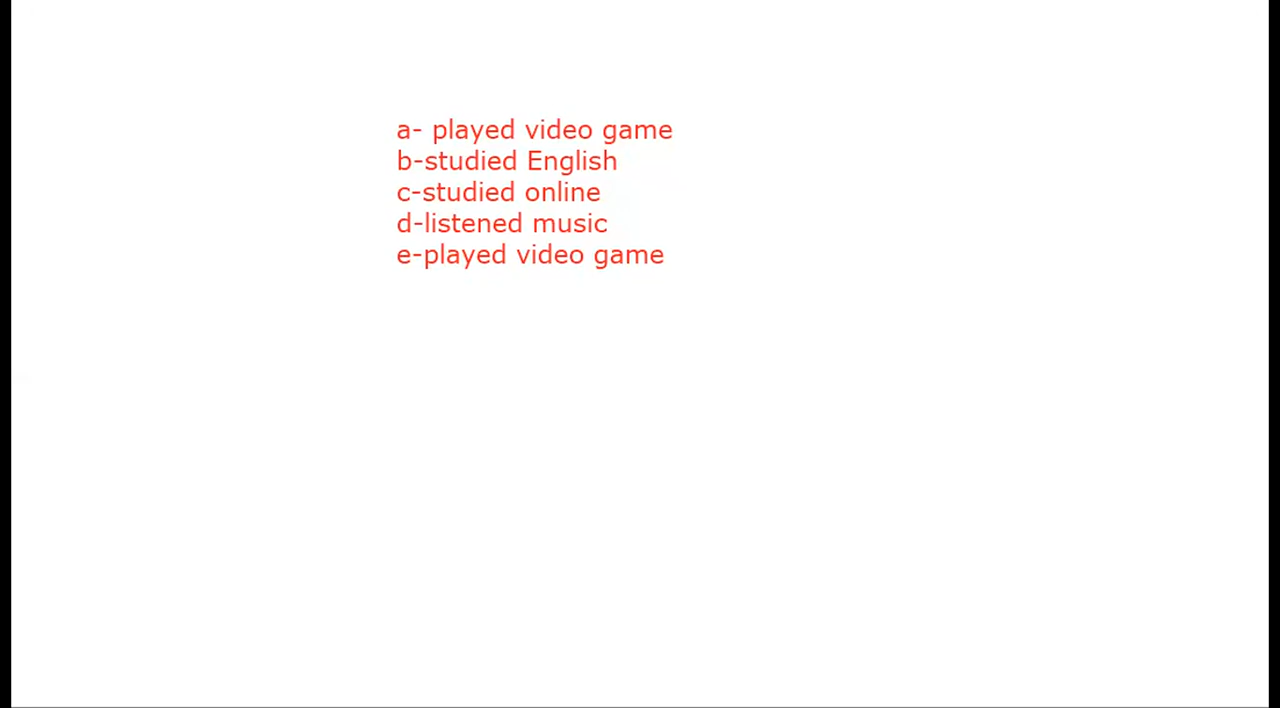 a- played video game
b-studied English
c-studied online
d-listened music
e-played video game